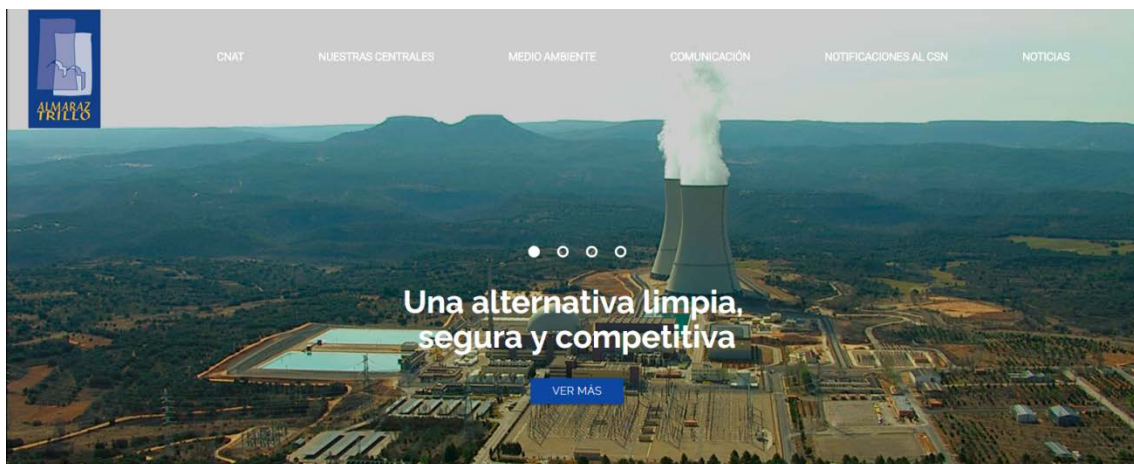 ALMARAZ
TRILLO
CNAT
NUESTRAS CENTRALES
MEDIO AMBIENTE
COMUNICACIÓN
NOTIFICACIONES AL CSN
NOTICIAS
Una alternativa limpia,
segura y competitiva
VER MÁS